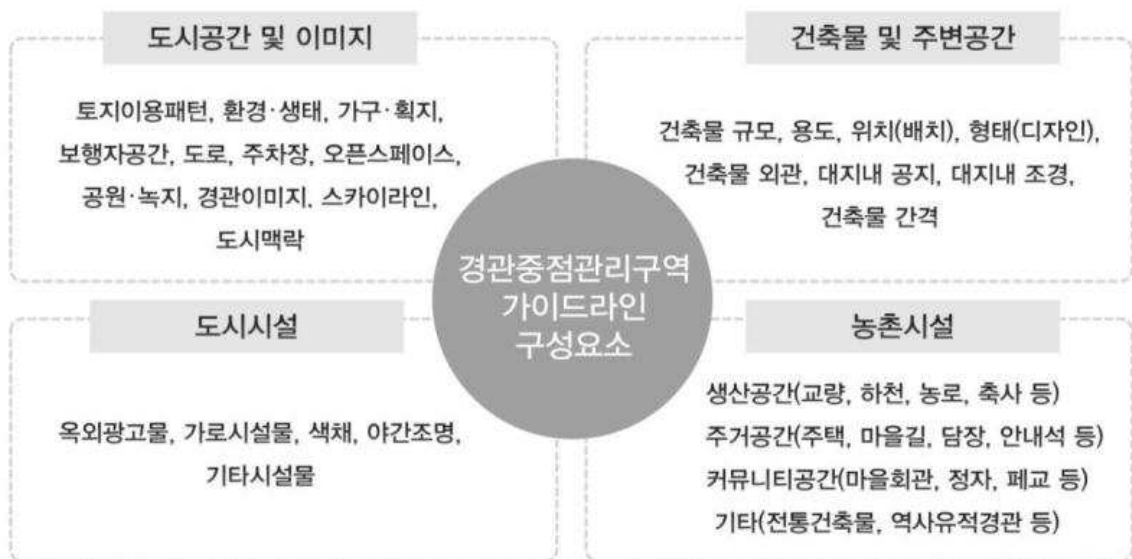 도시공간 및 이미지
토지이용패턴, 환경·생태, 가구·획지,
보행자공간, 도로, 주차장, 오픈스페이스,
공원·녹지, 경관이미지, 스카이라인,
도시맥락
건축물 및 주변공간
건축물 규모, 용도, 위치(배치), 형태(디자인),
건축물 외관, 대지내 공지, 대지내 조경,
건축물 간격
경관중점관리구역
가이드라인
구성요소
도시시설
옥외광고물, 가로시설물, 색채, 야간조명,
기타시설물
농촌시설
생산공간(교량, 하천, 농로, 축사 등)
주거공간(주택, 마을길, 담장, 안내석 등)
커뮤니티공간(마을회관, 정자, 페교 등)
기타(전통건축물, 역사유적경관 등)